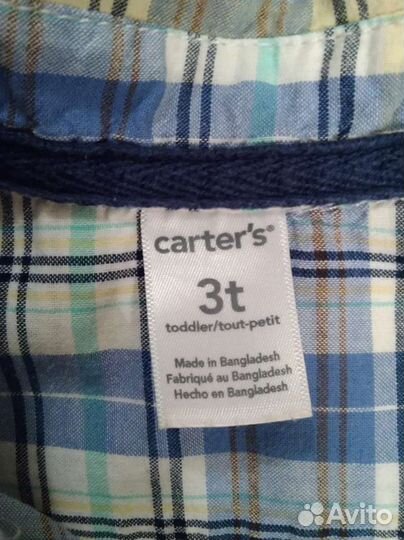 carter's®
3t
toddler/tout-petit
Made in Bangladesh
Fabriqué au Bangladesh
Hecho en Bangladesh
Avito